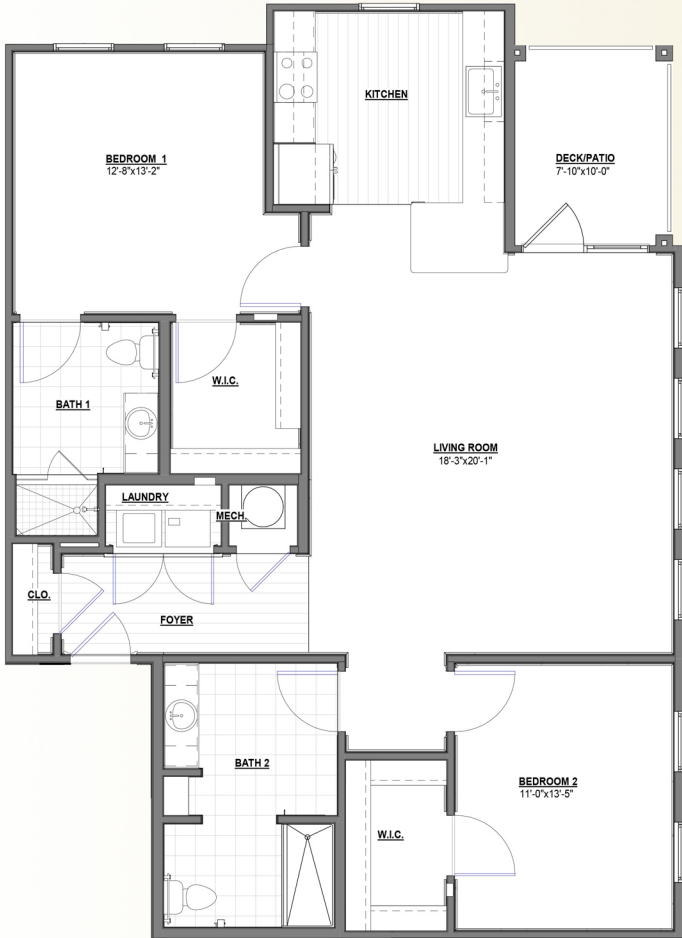 KITCHEN
BEDROOM 1
12'-8"x13'-2"
DECK/PATIO
7'-10"x10'-0"
W.I.C.
BATH 1
LIVING ROOM
18'-3"x20'-1"
LAUNDRY
MECH.
CLO.
FOYER
BATH 2
BEDROOM 2
11'-0"x13'-5"
W.I.C.